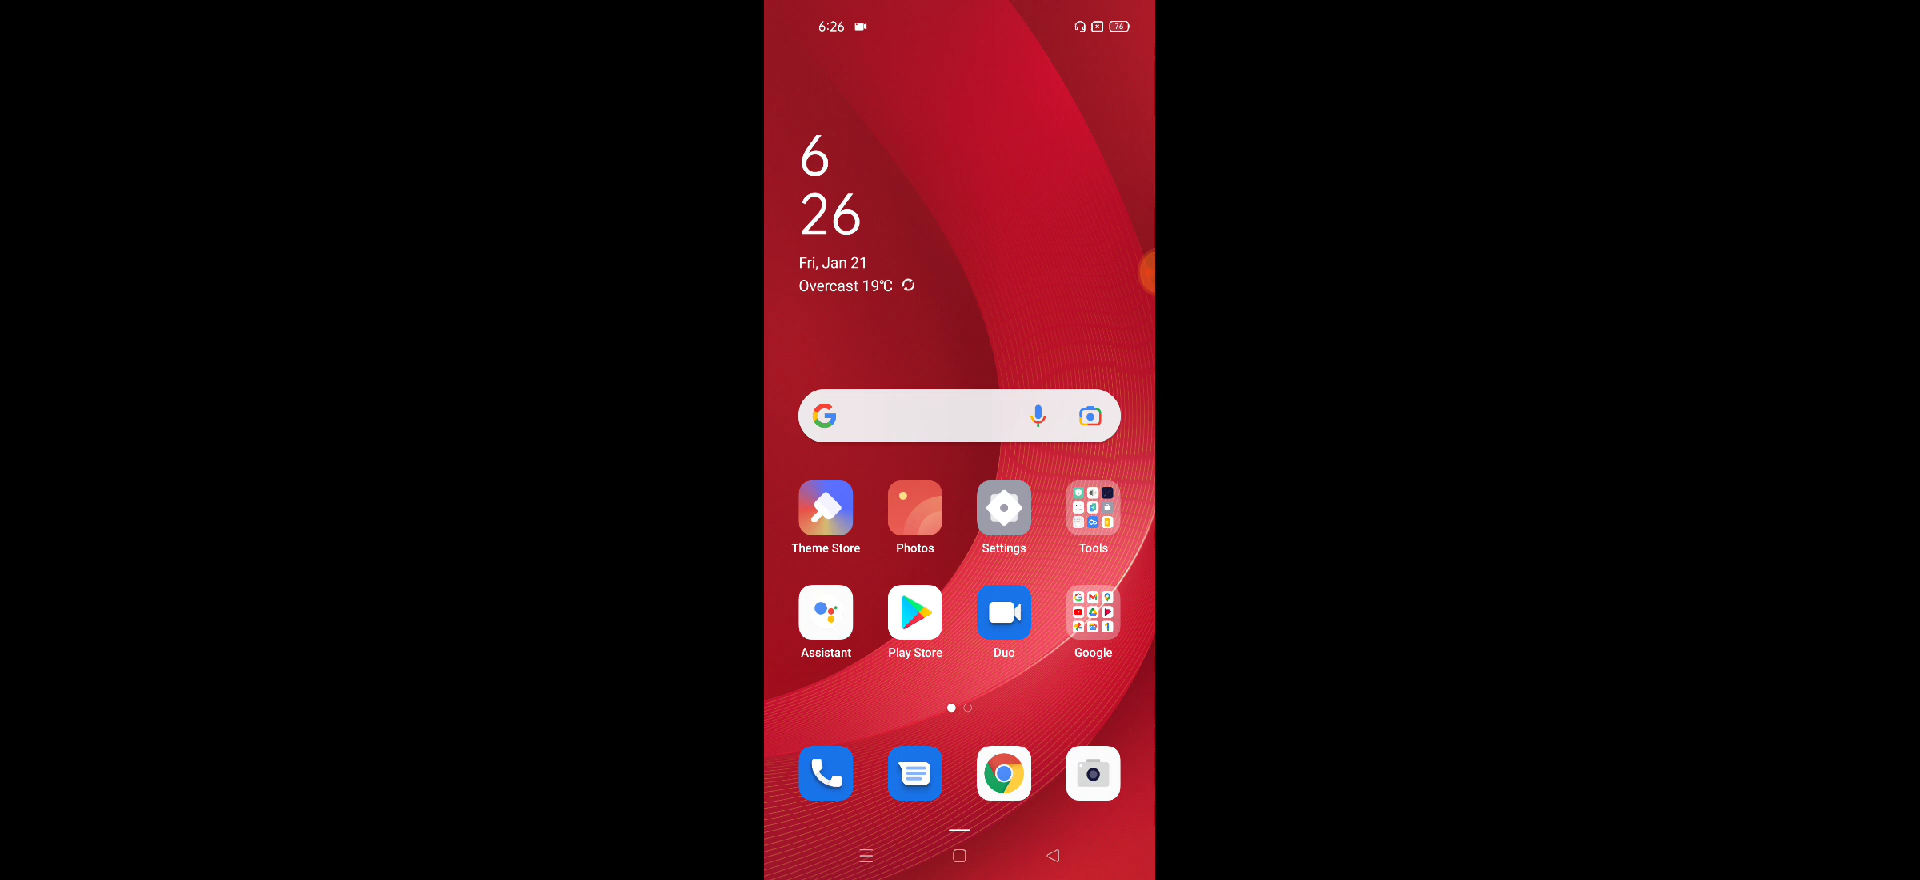 6:26
76
6
26
Fri, Jan 21
Overcast 19°C
Theme Store
Photos
Settings
Tools
Assistant
Play Store
Duo
Google